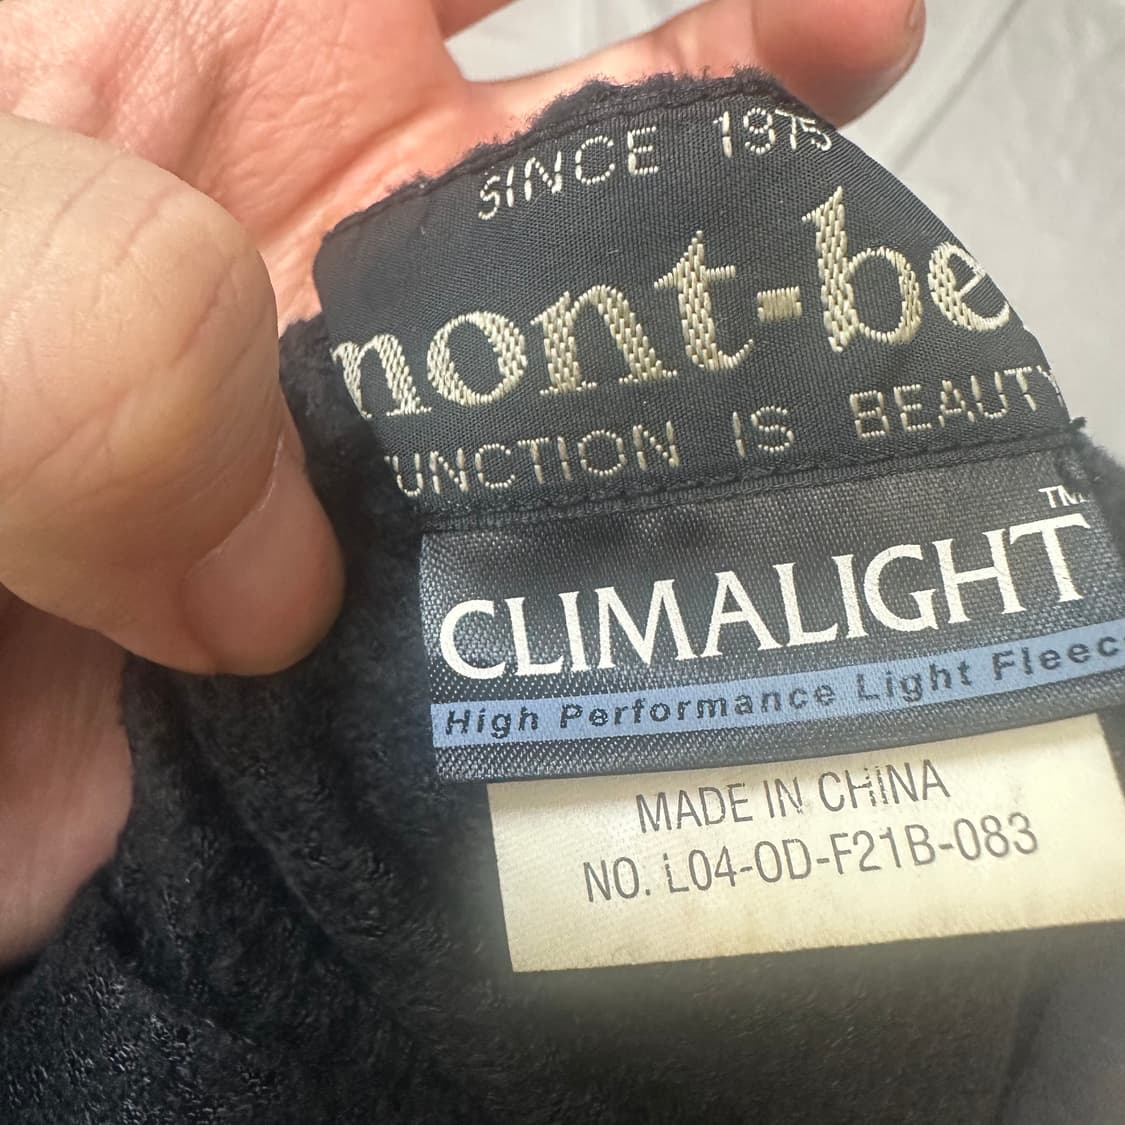 SINCE 1975
mont-be
UNCTION IS BEAUTY
CLIMALIGHT™
High Performance Light Fleec
MADE IN CHINA
NO. L04-OD-F21B-083